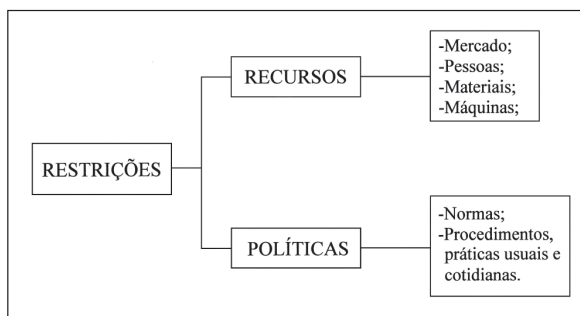 RESTRIÇÕES
RECURSOS
-Mercado;
-Pessoas;
-Materiais;
-Máquinas;
POLÍTICAS
-Normas;
-Procedimentos,
práticas usuais e
cotidianas.